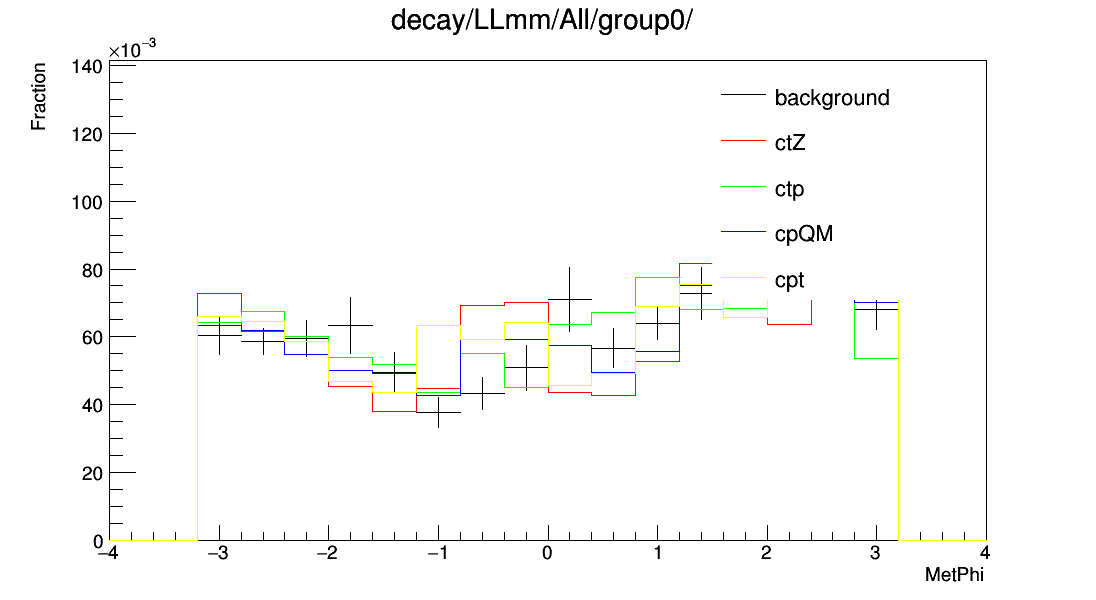 decay/LLmm/All/group0/
×10⁻³
Fraction
140
120
100
80
60
40
20
0
background
ctZ
ctp
cpQM
cpt
−4 −3 −2 −1 0 1 2 3 4
MetPhi